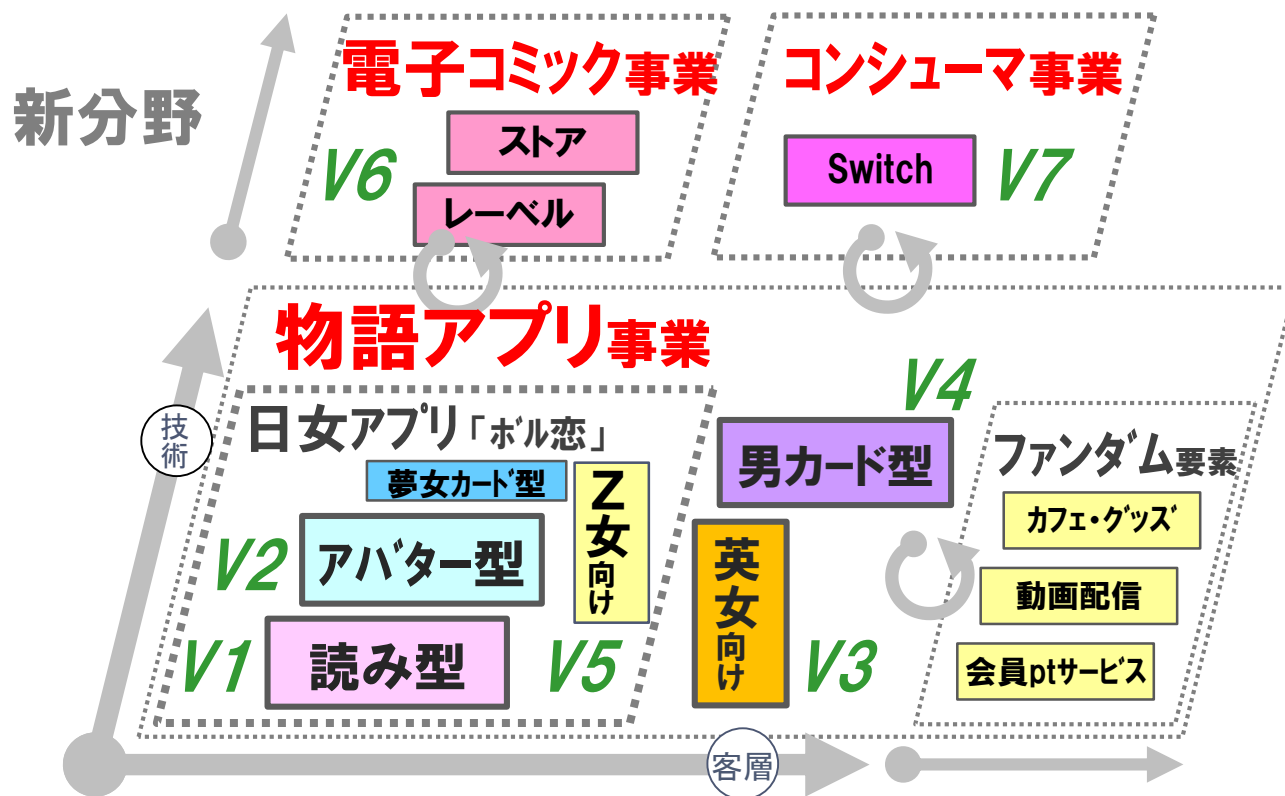 新分野
電子コミック事業
ストア
V6
レーベル
コンシューマ事業
Switch
V7
物語アプリ事業
技術
日女アプリ「ボル恋」
夢女カード型
Z女向け
V2
アバター型
V1
読み型
V5
V4
男カード型
英女向け
V3
ファンダム要素
カフェ・グッズ
動画配信
会員ptサービス
客層